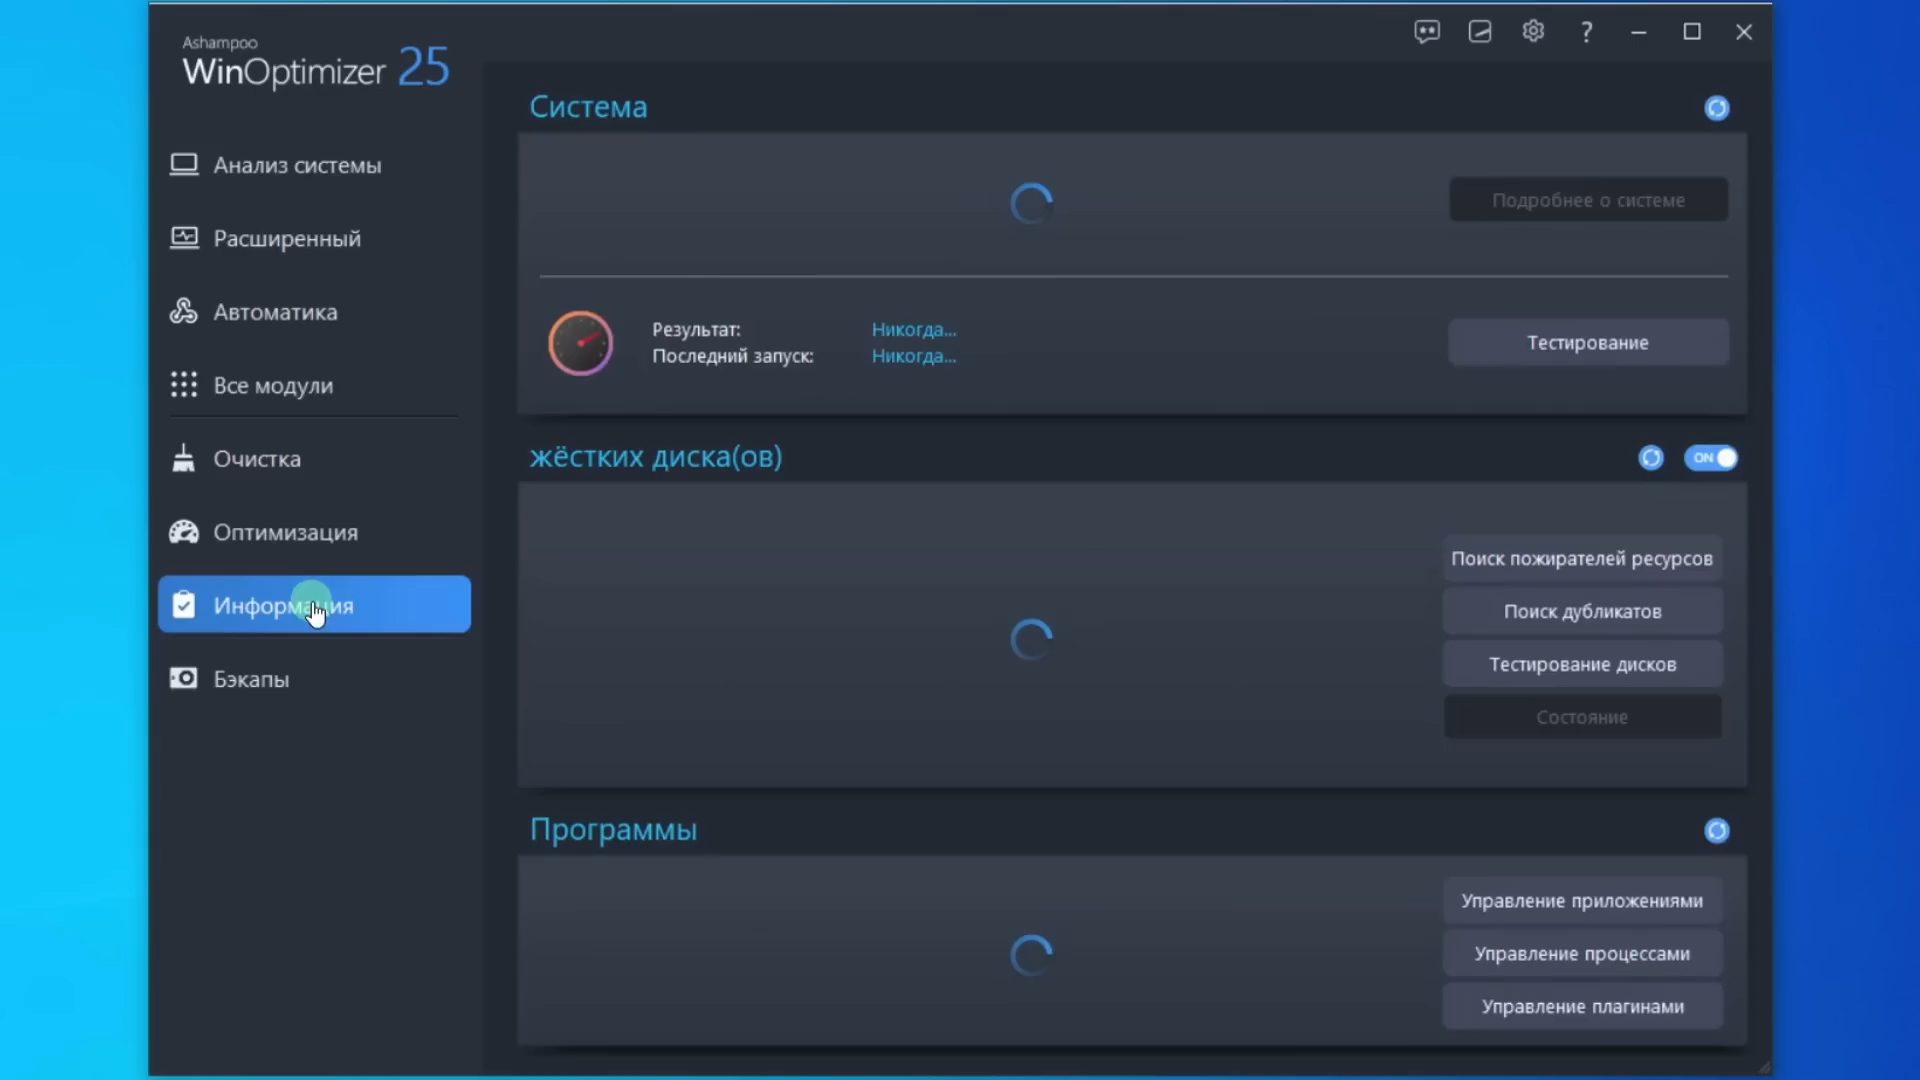 Ashampoo
WinOptimizer 25
Анализ системы
Расширенный
Автоматика
Все модули
Очистка
Оптимизация
Информация
Бэкапы
?
Система
Подробнее о системе
Результат: Никогда...
Последний запуск: Никогда...
Тестирование
жёстких диска(ов)
ON
Поиск пожирателей ресурсов
Поиск дубликатов
Тестирование дисков
Состояние
Программы
Управление приложениями
Управление процессами
Управление плагинами